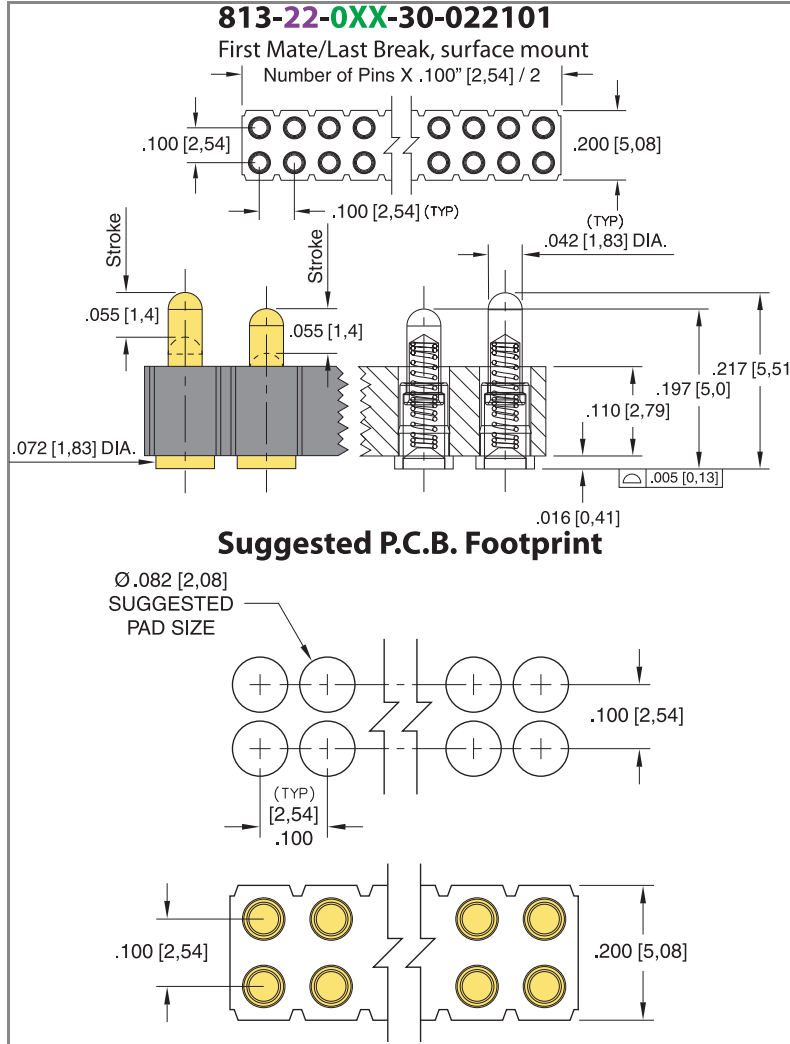 813-22-0XX-30-022101
First Mate/Last Break, surface mount
Number of Pins X .100” [2,54] / 2
.100 [2,54]
.200 [5,08]
.100 [2,54] (TYP)
Stroke
.055 [1,4]
Stroke
.055 [1,4]
(TYP)
.042 [1,83] DIA.
.217 [5,51]
.197 [5,0]
.110 [2,79]
.072 [1,83] DIA.
.005 [0,13]
.016 [0,41]
Suggested P.C.B. Footprint
Ø.082 [2,08]
SUGGESTED
PAD SIZE
.100 [2,54]
(TYP)
[2,54]
.100
.100 [2,54]
.200 [5,08]